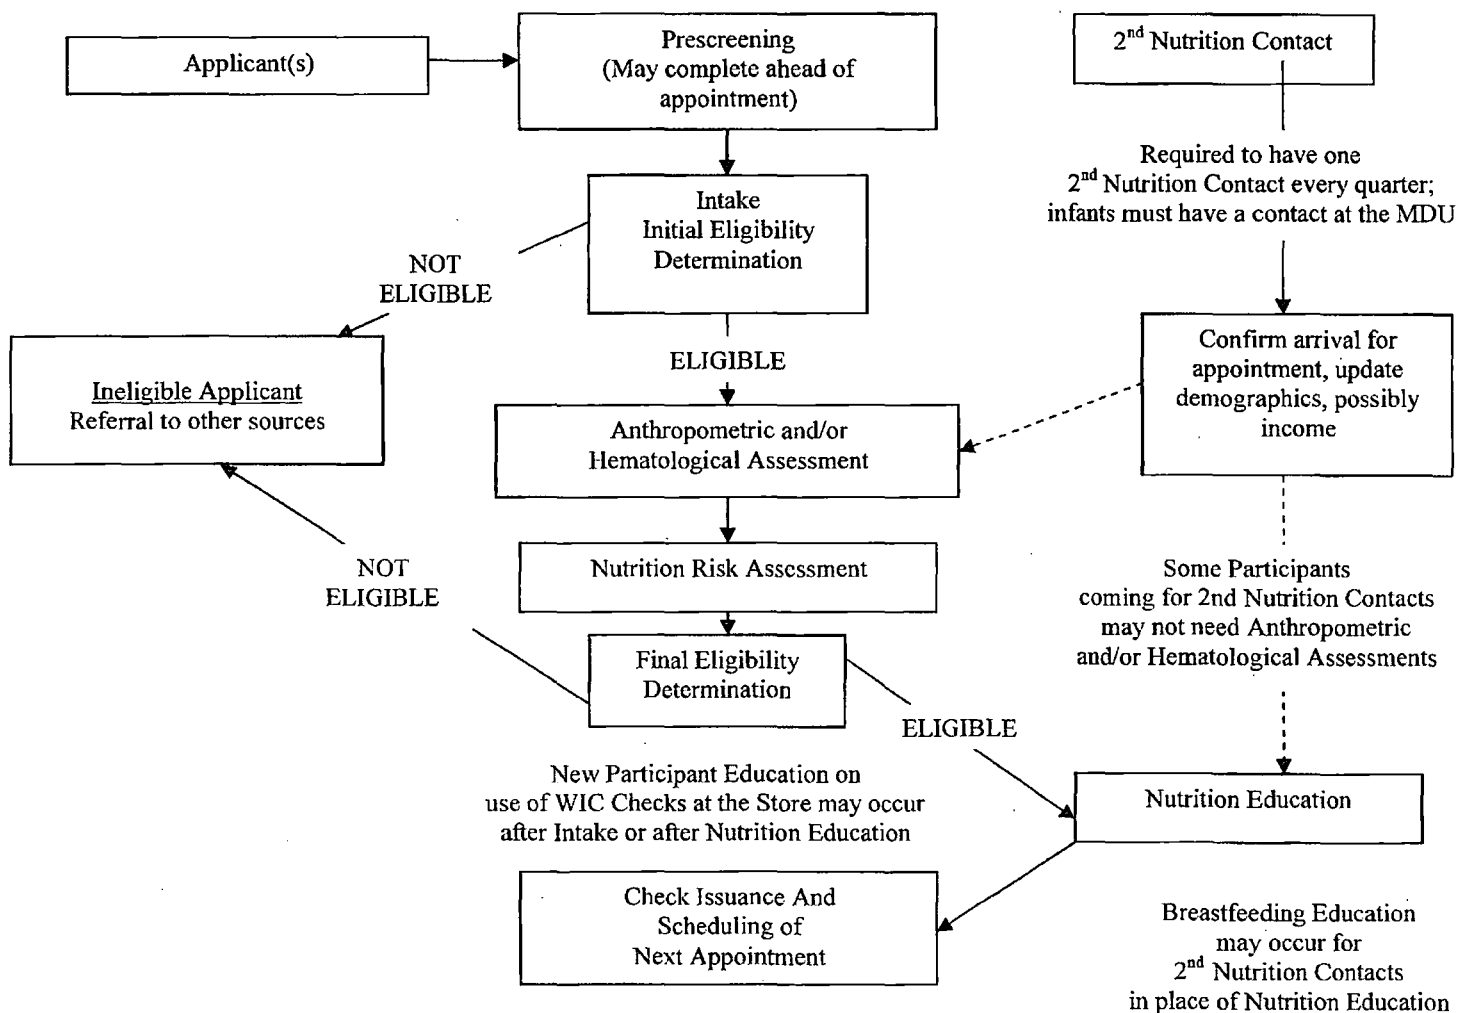 Applicant(s)
Prescreening
(May complete ahead of
appointment)
2nd Nutrition Contact
Required to have one
2nd Nutrition Contact every quarter;
infants must have a contact at the MDU
Intake
Initial Eligibility
Determination
NOT
ELIGIBLE
ELIGIBLE
Ineligible Applicant
Referral to other sources
Confirm arrival for
appointment, update
demographics, possibly
income
Anthropometric and/or
Hematological Assessment
Nutrition Risk Assessment
NOT
ELIGIBLE
Some Participants
coming for 2nd Nutrition Contacts
may not need Anthropometric
and/or Hematological Assessments
Final Eligibility
Determination
ELIGIBLE
New Participant Education on
use of WIC Checks at the Store may occur
after Intake or after Nutrition Education
Nutrition Education
Check Issuance And
Scheduling of
Next Appointment
Breastfeeding Education
may occur for
2nd Nutrition Contacts
in place of Nutrition Education